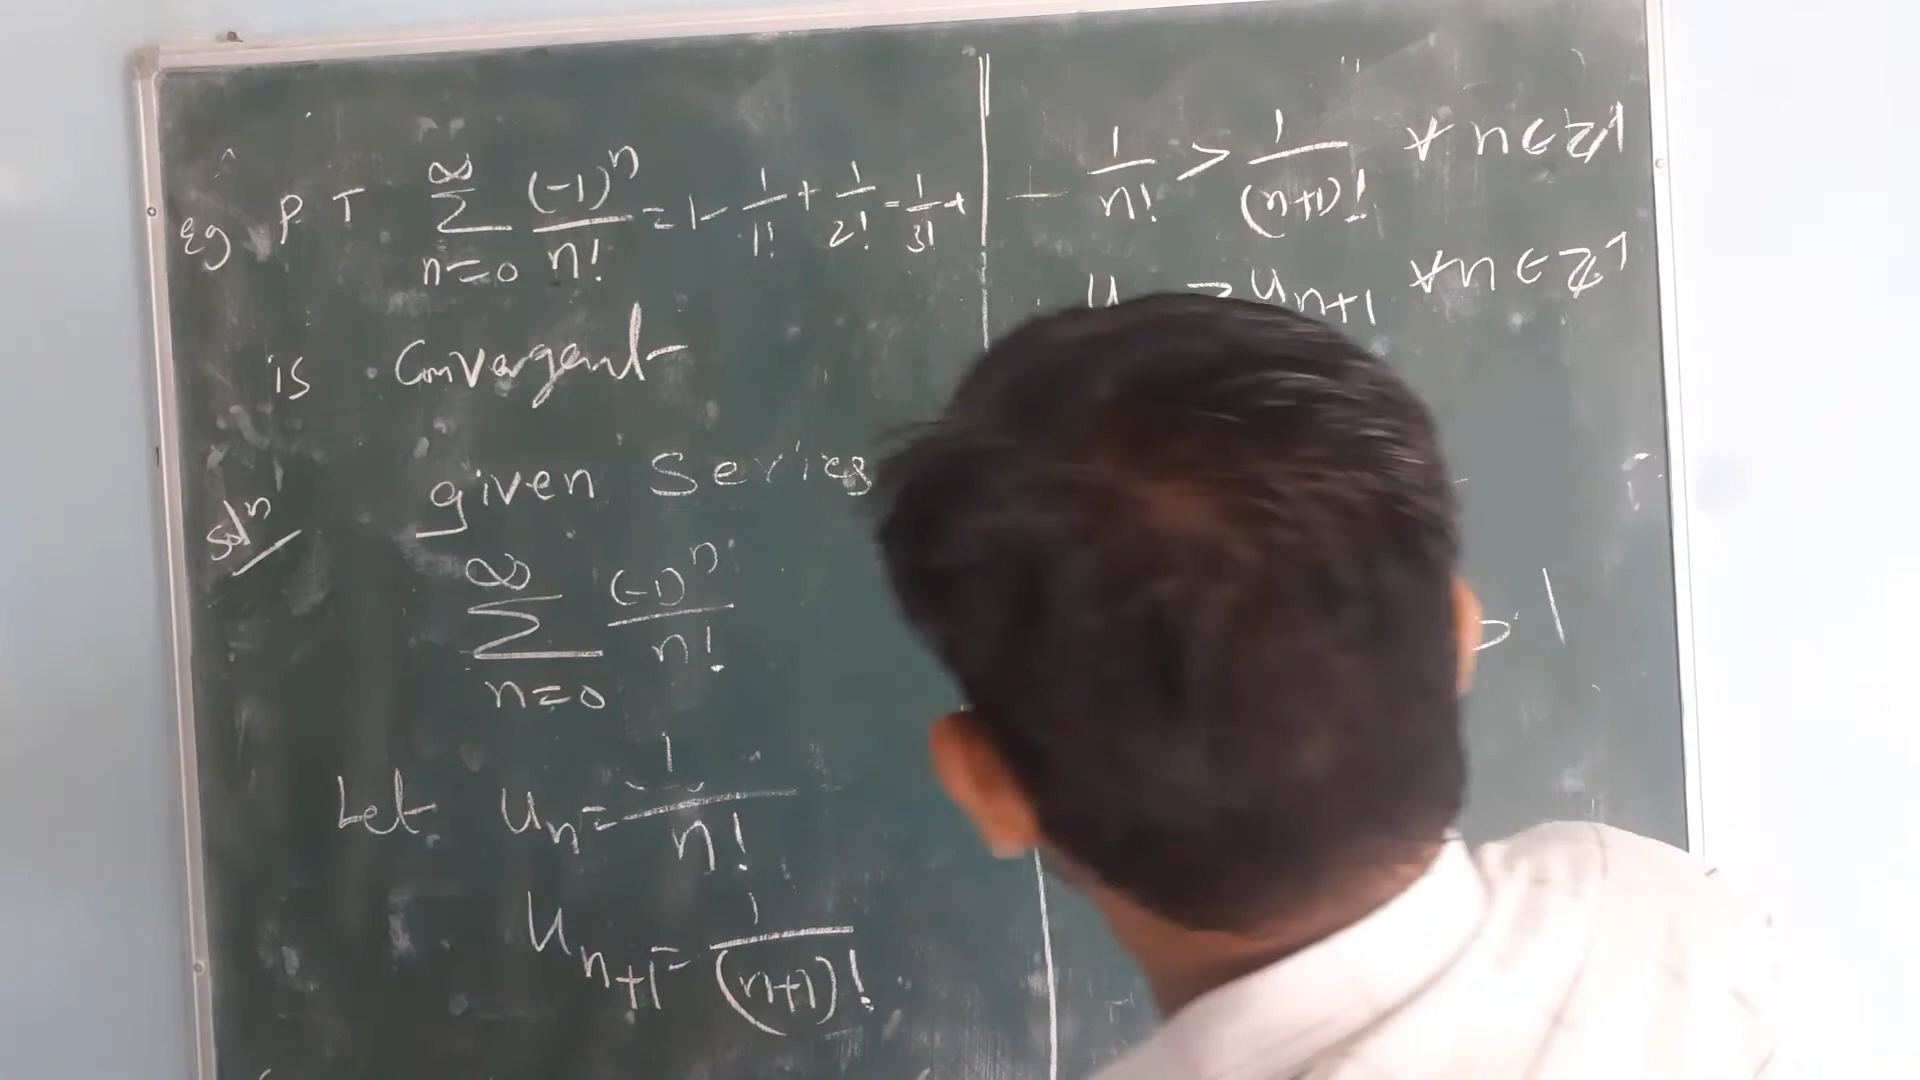 eg P T ∞ ∑ n=0 (-1)^n / n! = 1 - 1/1! + 1/2! - 1/3! +
is Convergent
soln given Series
∞ ∑ n=0 (-1)^n / n!
Let u_n = 1 / n!
u_{n+1} = 1 / (n+1)!
1 / n! > 1 / (n+1)! ∀ n ∈ Z
u > u_{n+1} ∀ n ∈ Z